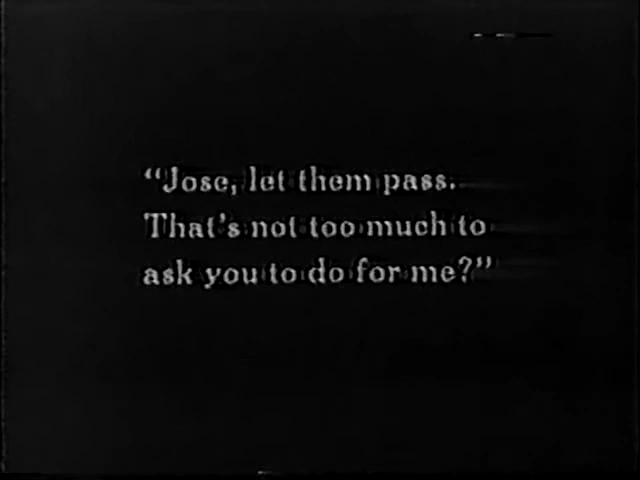 “Jose, let them pass.
That's not too much to
ask you to do for me?”